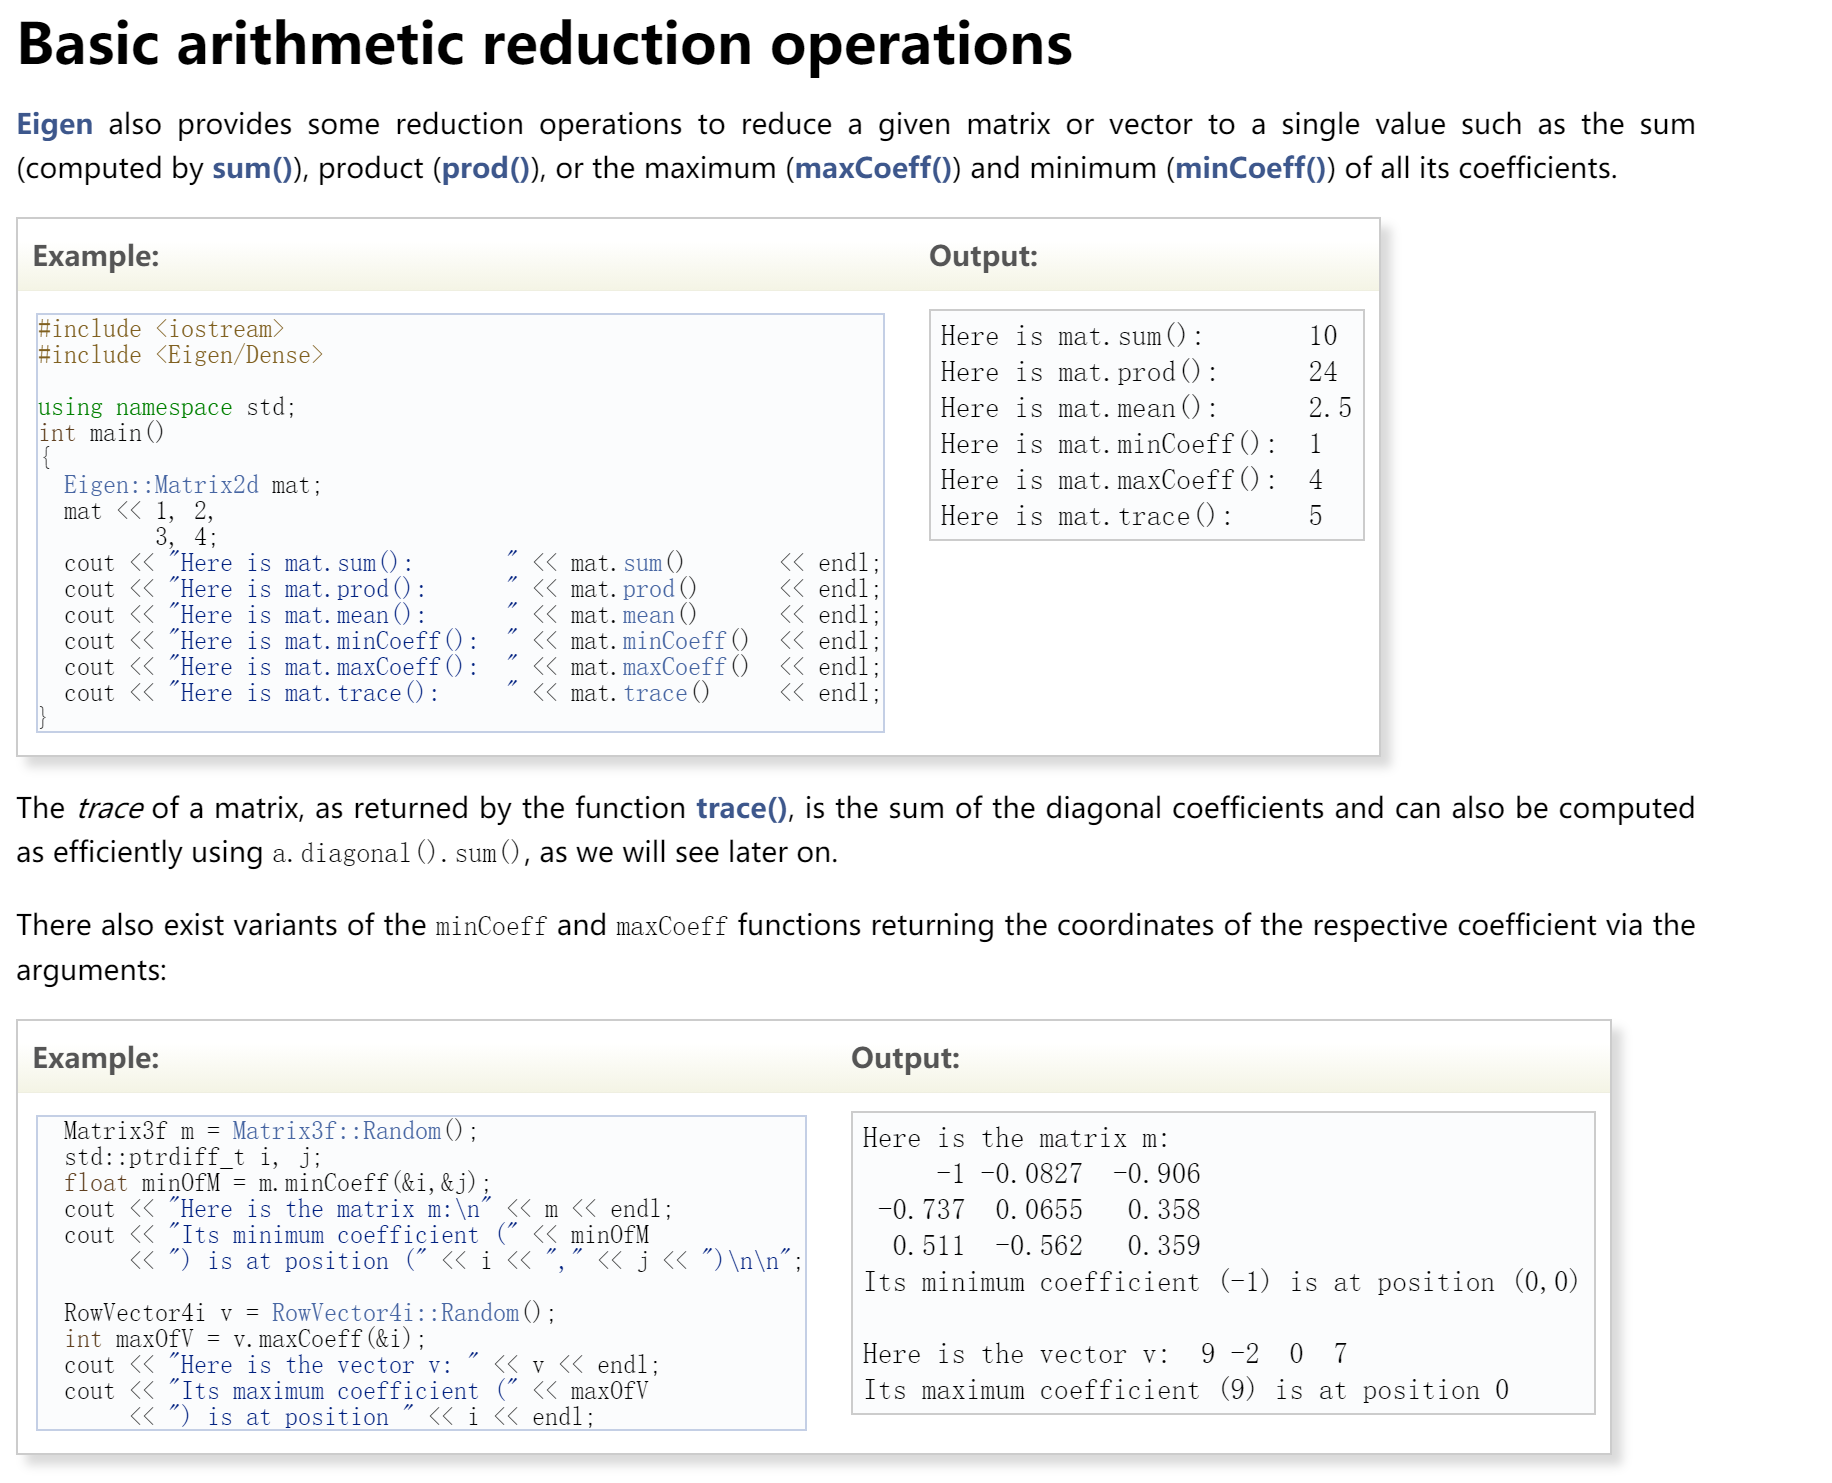 Basic arithmetic reduction operations
Eigen also provides some reduction operations to reduce a given matrix or vector to a single value such as the sum
(computed by sum()), product (prod()), or the maximum (maxCoeff()) and minimum (minCoeff()) of all its coefficients.
Example:
#include <iostream>
#include <Eigen/Dense>

using namespace std;
int main()
{
  Eigen::Matrix2d mat;
  mat << 1, 2,
         3, 4;
  cout << "Here is mat.sum():       " << mat.sum()       << endl;
  cout << "Here is mat.prod():      " << mat.prod()      << endl;
  cout << "Here is mat.mean():      " << mat.mean()      << endl;
  cout << "Here is mat.minCoeff():  " << mat.minCoeff()  << endl;
  cout << "Here is mat.maxCoeff():  " << mat.maxCoeff()  << endl;
  cout << "Here is mat.trace():     " << mat.trace()     << endl;
}
Output:
Here is mat.sum():       10
Here is mat.prod():      24
Here is mat.mean():      2.5
Here is mat.minCoeff():  1
Here is mat.maxCoeff():  4
Here is mat.trace():     5
The trace of a matrix, as returned by the function trace(), is the sum of the diagonal coefficients and can also be computed
as efficiently using a.diagonal().sum(), as we will see later on.
There also exist variants of the minCoeff and maxCoeff functions returning the coordinates of the respective coefficient via the
arguments:
Example:
  Matrix3f m = Matrix3f::Random();
  std::ptrdiff_t i, j;
  float minOfM = m.minCoeff(&i,&j);
  cout << "Here is the matrix m:\n" << m << endl;
  cout << "Its minimum coefficient (" << minOfM
       << ") is at position (" << i << "," << j << ")\n\n";

  RowVector4i v = RowVector4i::Random();
  int maxOfV = v.maxCoeff(&i);
  cout << "Here is the vector v: " << v << endl;
  cout << "Its maximum coefficient (" << maxOfV
       << ") is at position " << i << endl;
Output:
Here is the matrix m:
     -1 -0.0827  -0.906
 -0.737  0.0655   0.358
  0.511  -0.562   0.359
Its minimum coefficient (-1) is at position (0,0)

Here is the vector v:  9 -2  0  7
Its maximum coefficient (9) is at position 0